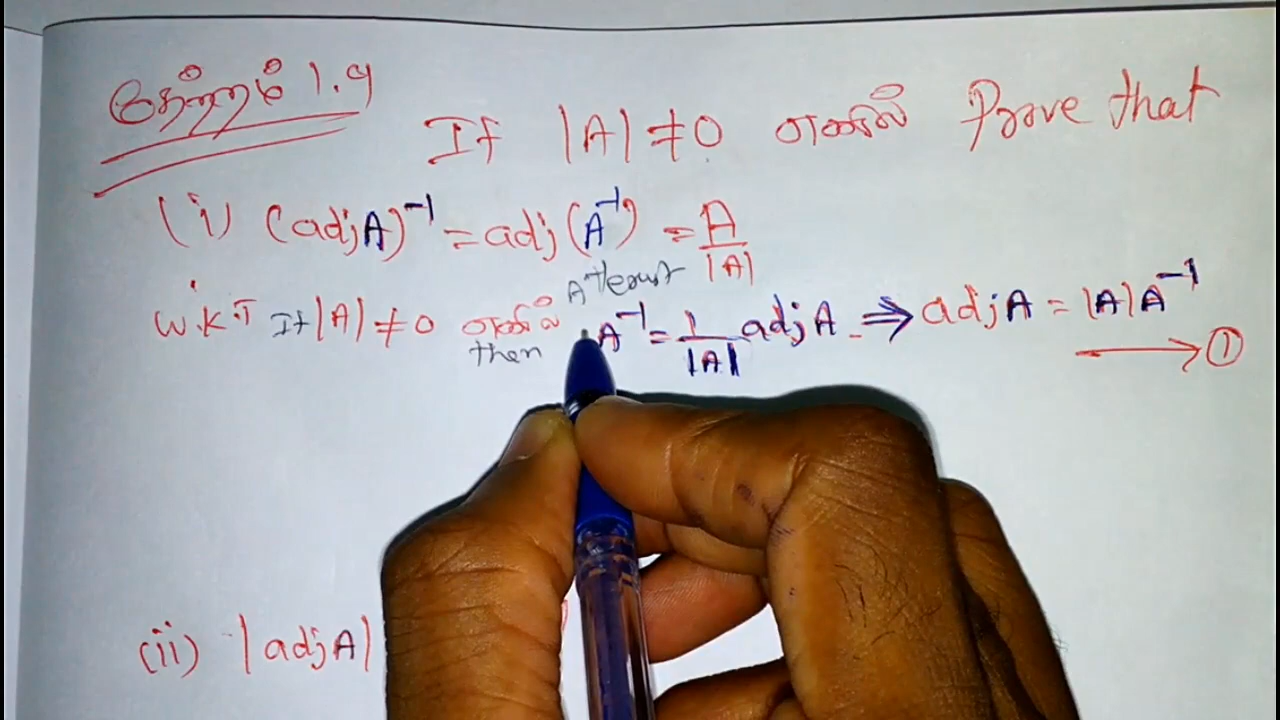 தேற்றம் 1.9
If |A| ≠ 0 எனில் Prove that
(i) (adjA)⁻¹ = adj(A⁻¹) = A/|A|
W.K.T If |A| ≠ 0 எனில் then A⁻¹ exist A⁻¹ = 1/|A| adjA ⇒ adjA = |A|A⁻¹ → ①
(ii) |adjA|